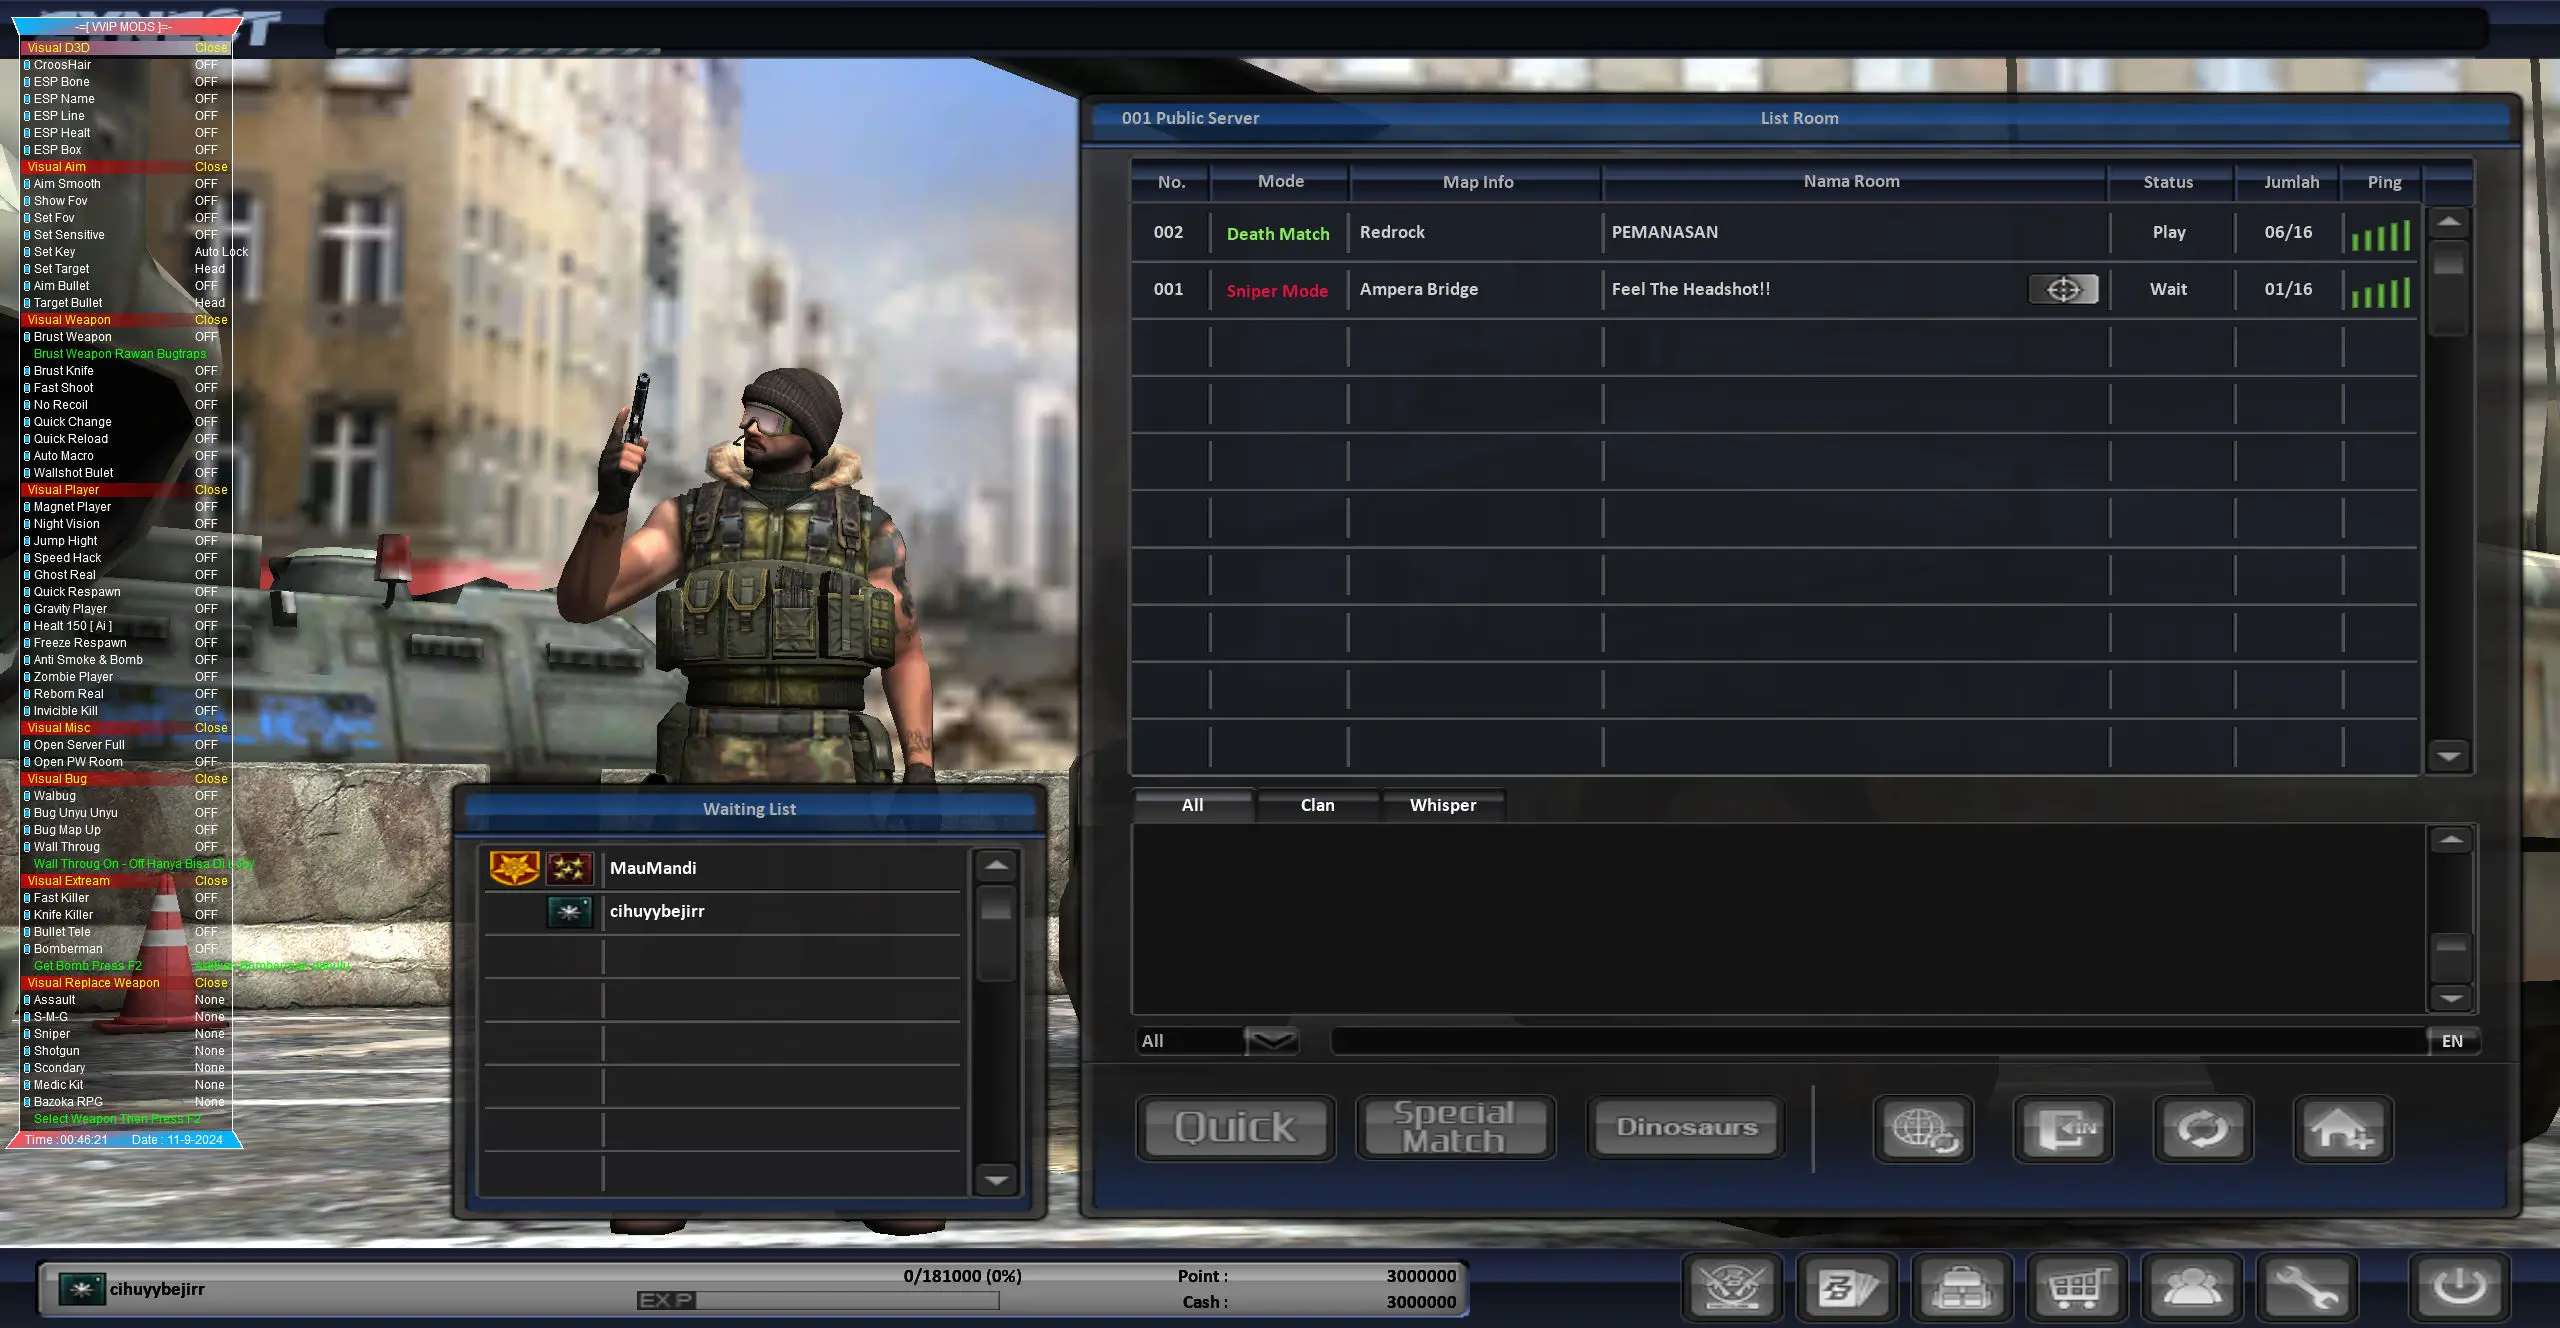 -=[ VVIP MODS ]=-
Visual D3D Close
CroosHair OFF
ESP Bone OFF
ESP Name OFF
ESP Line OFF
ESP Healt OFF
ESP Box OFF
Visual Aim Close
Aim Smooth OFF
Show Fov OFF
Set Fov OFF
Set Sensitive OFF
Set Key Auto Lock
Set Target Head
Aim Bullet OFF
Target Bullet Head
Visual Weapon Close
Brust Weapon OFF
Brust Weapon Rawan Bugtraps
Brust Knife OFF
Fast Shoot OFF
No Recoil OFF
Quick Change OFF
Quick Reload OFF
Auto Macro OFF
Wallshot Bulet OFF
Visual Player Close
Magnet Player OFF
Night Vision OFF
Jump Hight OFF
Speed Hack OFF
Ghost Real OFF
Quick Respawn OFF
Gravity Player OFF
Healt 150 [ Ai ] OFF
Freeze Respawn OFF
Anti Smoke & Bomb OFF
Zombie Player OFF
Reborn Real OFF
Invicible Kill OFF
Visual Misc Close
Open Server Full OFF
Open PW Room OFF
Visual Bug Close
Walbug OFF
Bug Unyu Unyu OFF
Bug Map Up OFF
Wall Throug OFF
Wall Throug On - Off Hanya Bisa Di
Visual Extream Close
Fast Killer OFF
Knife Killer OFF
Bullet Tele OFF
Bomberman OFF
Get Bomb Press F2
Visual Replace Weapon Close
Assault None
S-M-G None
Sniper None
Shotgun None
Scondary None
Medic Kit None
Bazoka RPG None
Select Weapon Then Press F2
Time :00:46:21 Date : 11-9-2024
001 Public Server List Room
No. Mode Map Info Nama Room Status Jumlah Ping
002 Death Match Redrock PEMANASAN Play 06/16
001 Sniper Mode Ampera Bridge Feel The Headshot!! Wait 01/16
Waiting List
MauMandi
cihuyybejirr
All Clan Whisper
All EN
Quick Special Match Dinosaurs IN
cihuyybejirr
0/181000 (0%)
EXP
Point : 3000000
Cash : 3000000